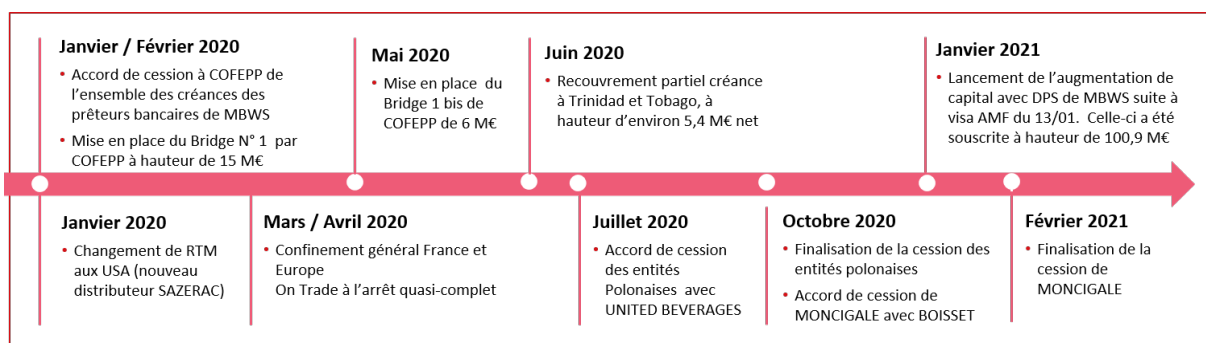 Janvier / Février 2020
• Accord de cession à COFEPP de
l'ensemble des créances des
prêteurs bancaires de MBWS
• Mise en place du Bridge N° 1 par
COFEPP à hauteur de 15 M€
Mai 2020
• Mise en place du
Bridge 1 bis de
COFEPP de 6 M€
Juin 2020
• Recouvrement partiel créance
à Trinidad et Tobago, à
hauteur d'environ 5,4 M€ net
Janvier 2021
• Lancement de l'augmentation de
capital avec DPS de MBWS suite à
visa AMF du 13/01. Celle-ci a été
souscrite à hauteur de 100,9 M€
Janvier 2020
• Changement de RTM
aux USA (nouveau
distributeur SAZERAC)
Mars / Avril 2020
• Confinement général France et
Europe
On Trade à l'arrêt quasi-complet
Juillet 2020
• Accord de cession
des entités
Polonaises avec
UNITED BEVERAGES
Octobre 2020
• Finalisation de la cession des
entités polonaises
• Accord de cession de
MONCIGALE avec BOISSET
Février 2021
• Finalisation de la
cession de
MONCIGALE